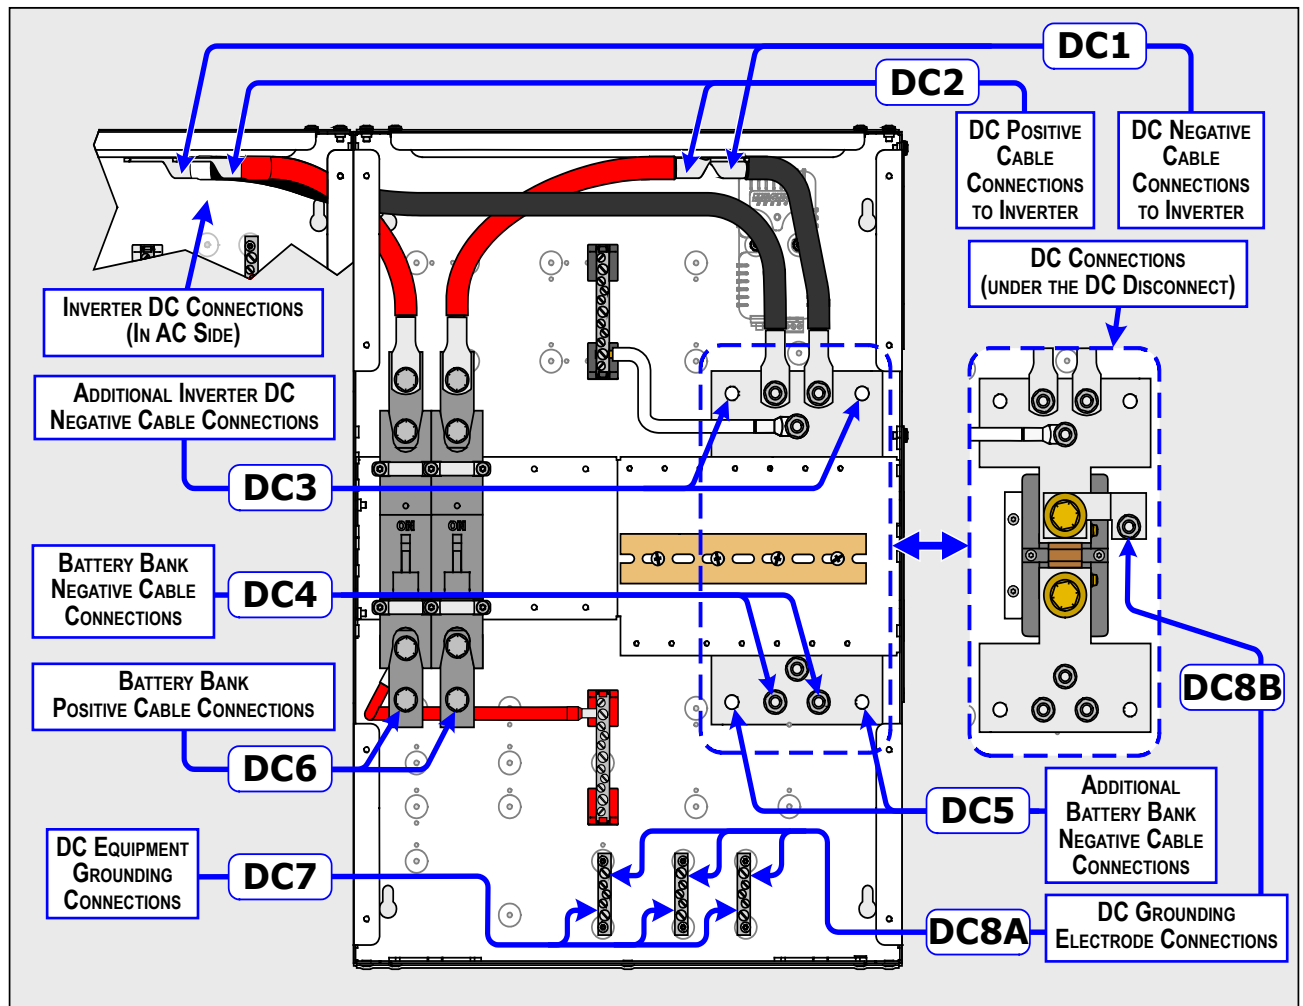 DC1
DC2
DC Positive
Cable
Connections
to Inverter
DC Negative
Cable
Connections
to Inverter
DC Connections
(under the DC Disconnect)
Inverter DC Connections
(In AC Side)
Additional Inverter DC
Negative Cable Connections
DC3
ON
ON
Battery Bank
Negative Cable
Connections
DC4
Battery Bank
Positive Cable Connections
DC6
DC8B
DC5
Additional
Battery Bank
Negative Cable
Connections
DC Equipment
Grounding
Connections
DC7
DC8A
DC Grounding
Electrode Connections